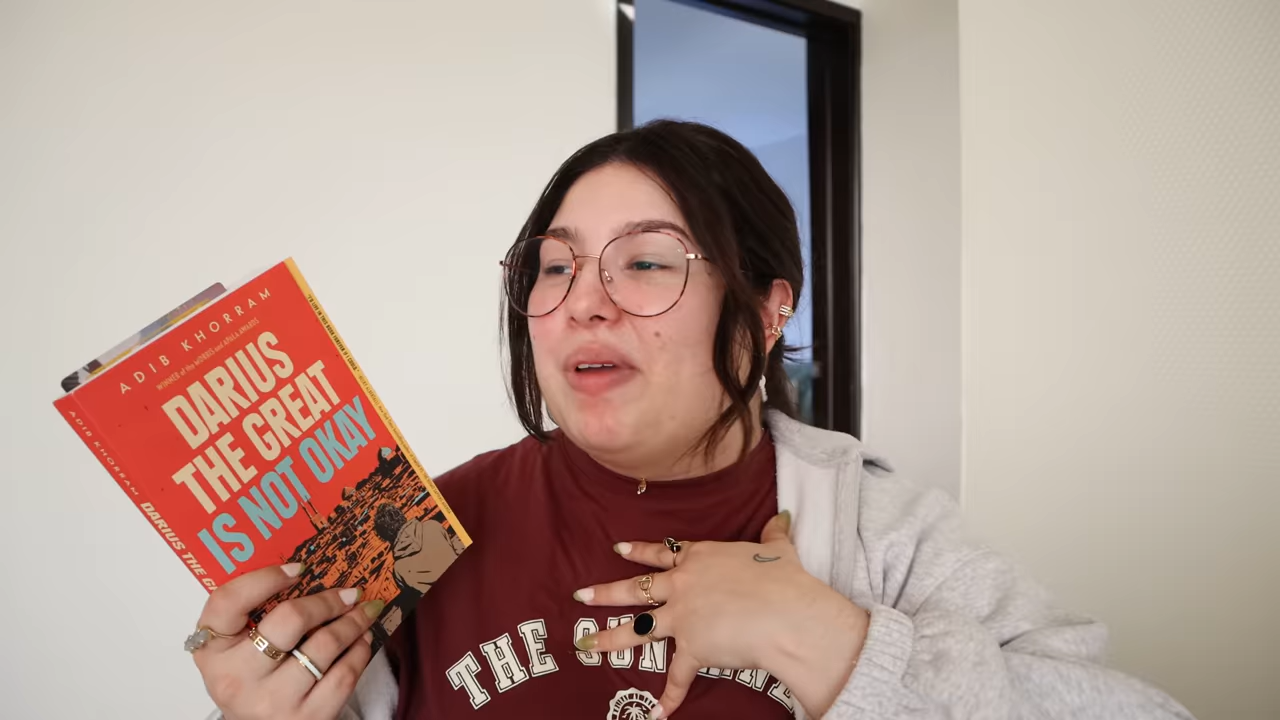 ADIB KHORRAM
WINNER of the MORRIS and APALA AWARDS
DARIUS
THE GREAT
IS NOT OKAY
ADIB KHORRAM DARIUS THE G
THE SUN